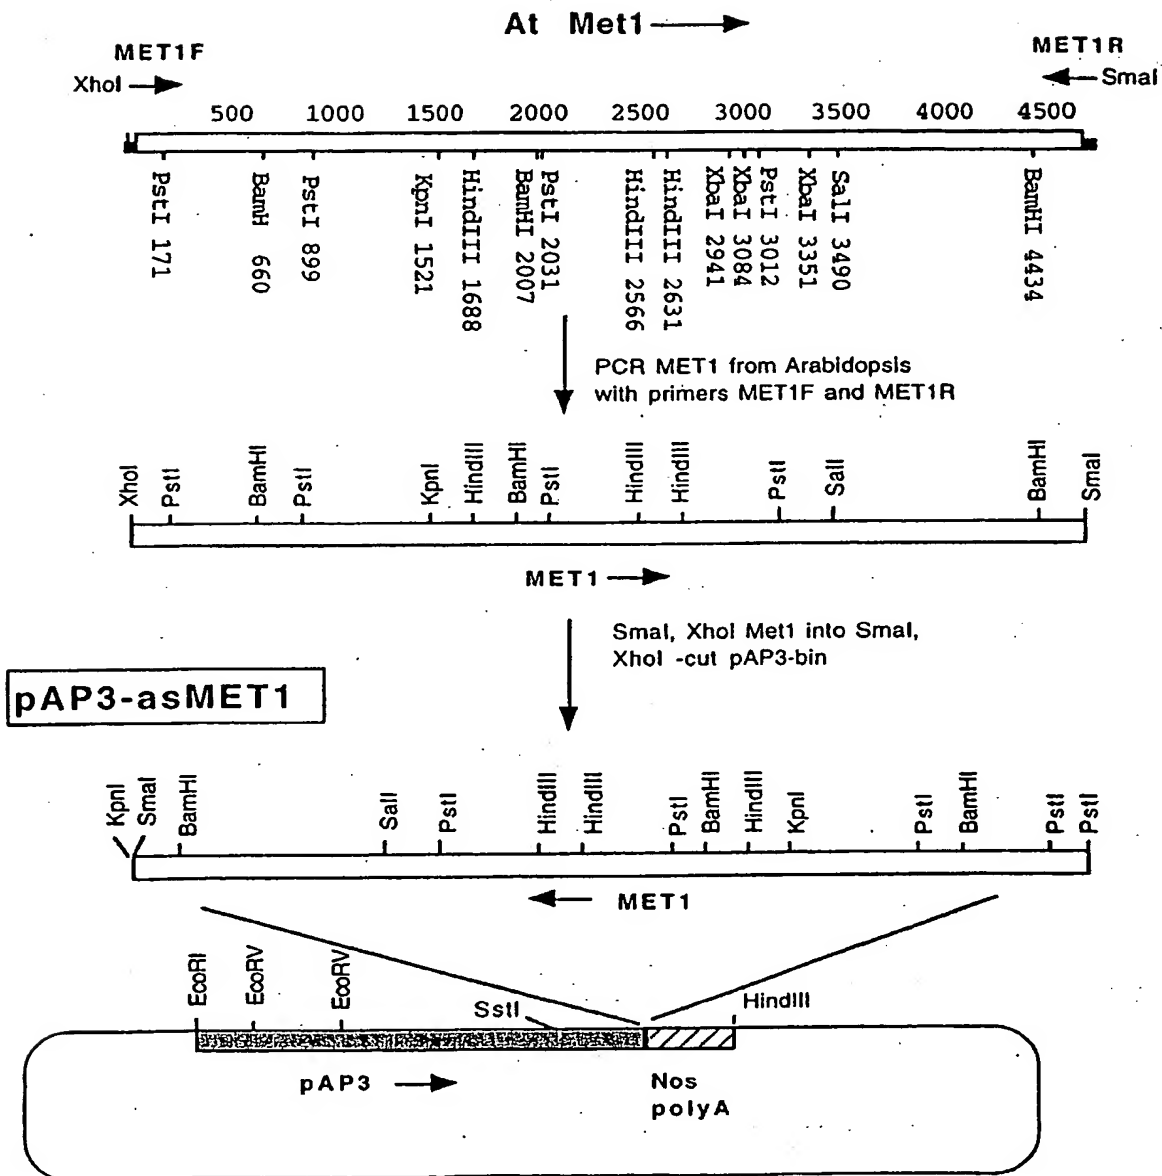 At Met1
MET1F
MET1R
XhoI
SmaI
500 1000 1500 2000 2500 3000 3500 4000 4500
PstI 171
BamH 660
PstI 899
KpnI 1521
HindIII 1688
BamHI 2007
PstI 2031
HindIII 2566
HindIII 2631
XbaI 2941
XbaI 3084
PstI 3012
XbaI 3351
SalI 3490
BamHI 4434
PCR MET1 from Arabidopsis
with primers MET1F and MET1R
XhoI
PstI
BamHI
PstI
KpnI
HindIII
BamHI
PstI
HindIII
HindIII
PstI
SalI
BamHI
SmaI
MET1
SmaI, XhoI Met1 into SmaI,
XhoI -cut pAP3-bin
pAP3-asMET1
KpnI
SmaI
BamHI
SalI
PstI
HindIII
HindIII
PstI
BamHI
HindIII
KpnI
PstI
BamHI
PstI
PstI
MET1
EcoRI
EcoRV
EcoRV
SstI
HindIII
pAP3
Nos
polyA